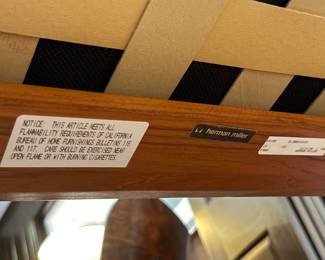 NOTICE: THIS ARTICLE MEETS ALL
FLAMMABILITY REQUIREMENTS OF CALIFORNIA
BUREAU OF HOME FURNISHINGS BULLETINS 116
AND 117. CARE SHOULD BE EXERCISED NEAR
OPEN FLAME OR WITH BURNING CIGARETTES.
herman miller